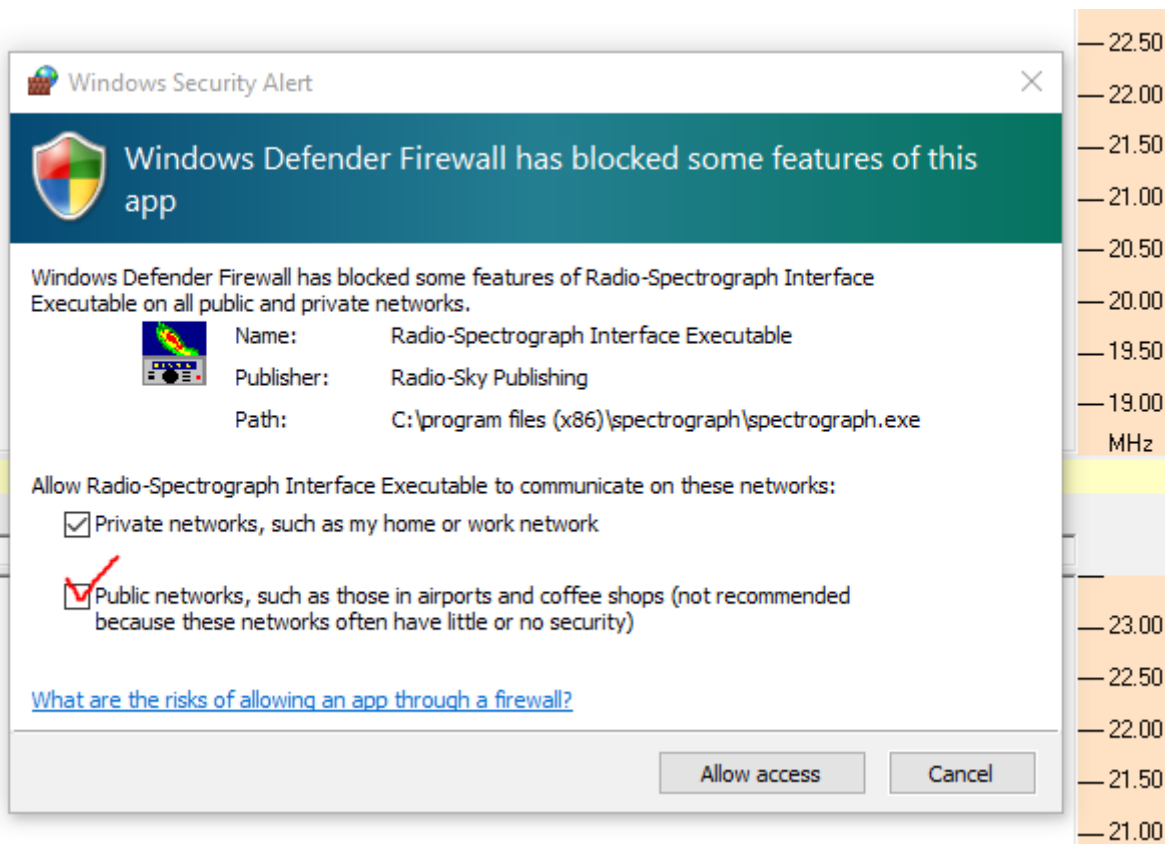 Windows Security Alert
Windows Defender Firewall has blocked some features of this
app
Windows Defender Firewall has blocked some features of Radio-Spectrograph Interface
Executable on all public and private networks.
Name: Radio-Spectrograph Interface Executable
Publisher: Radio-Sky Publishing
Path: C:\program files (x86)\spectrograph\spectrograph.exe
Allow Radio-Spectrograph Interface Executable to communicate on these networks:
Private networks, such as my home or work network
Public networks, such as those in airports and coffee shops (not recommended
because these networks often have little or no security)
What are the risks of allowing an app through a firewall?
Allow access Cancel
22.50
22.00
21.50
21.00
20.50
20.00
19.50
19.00
MHz
23.00
22.50
22.00
21.50
21.00